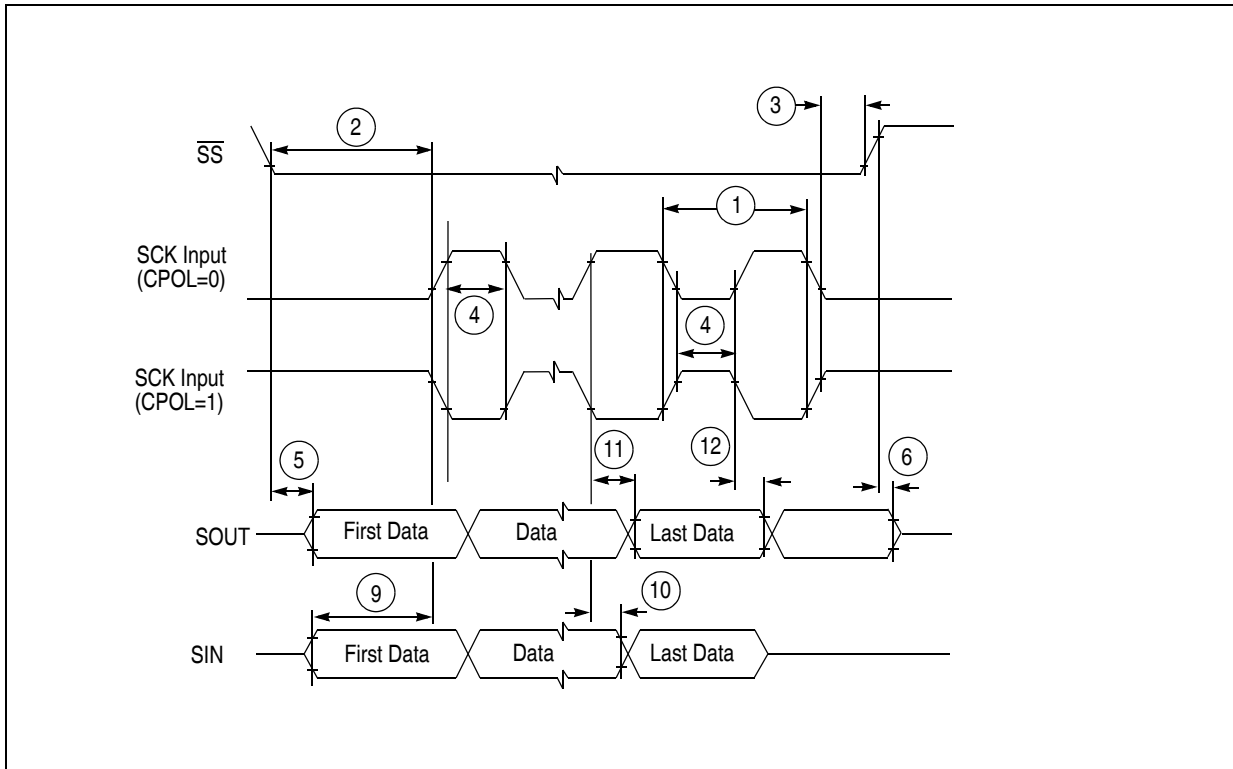 3
2
SS
1
SCK Input
(CPOL=0)
4
4
SCK Input
(CPOL=1)
11
12
5
6
SOUT
First Data
Data
Last Data
9
10
SIN
First Data
Data
Last Data